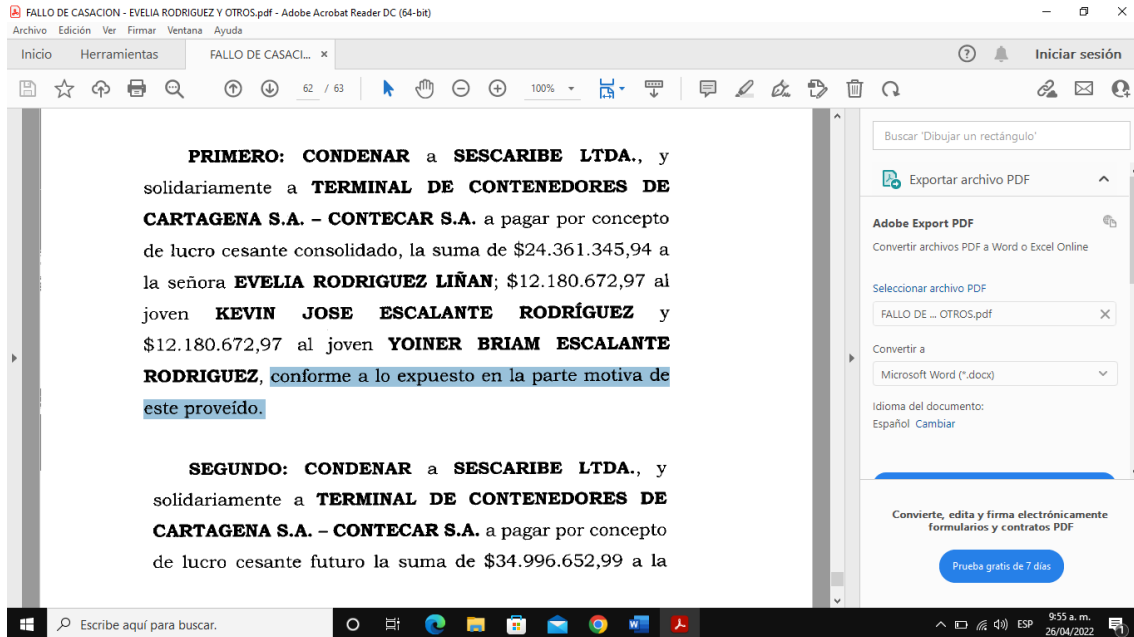 FALLO DE CASACION - EVELIA RODRIGUEZ Y OTROS.pdf - Adobe Acrobat Reader DC (64-bit)
Archivo Edición Ver Firmar Ventana Ayuda
Inicio Herramientas FALLO DE CASACI... × Iniciar sesión
62 / 63 100%
PRIMERO: CONDENAR a SESCARIBE LTDA., y
solidariamente a TERMINAL DE CONTENEDORES DE
CARTAGENA S.A. – CONTECAR S.A. a pagar por concepto
de lucro cesante consolidado, la suma de $24.361.345,94 a
la señora EVELIA RODRIGUEZ LIÑAN; $12.180.672,97 al
joven KEVIN JOSE ESCALANTE RODRÍGUEZ y
$12.180.672,97 al joven YOINER BRIAM ESCALANTE
RODRIGUEZ, conforme a lo expuesto en la parte motiva de
este proveído.
SEGUNDO: CONDENAR a SESCARIBE LTDA., y
solidariamente a TERMINAL DE CONTENEDORES DE
CARTAGENA S.A. – CONTECAR S.A. a pagar por concepto
de lucro cesante futuro la suma de $34.996.652,99 a la
Buscar 'Dibujar un rectángulo'
Exportar archivo PDF
Adobe Export PDF
Convertir archivos PDF a Word o Excel Online
Seleccionar archivo PDF
FALLO DE ... OTROS.pdf
Convertir a
Microsoft Word (*.docx)
Idioma del documento:
Español Cambiar
Convierte, edita y firma electrónicamente
formularios y contratos PDF
Prueba gratis de 7 días
Escribe aquí para buscar.
ESP
9:55 a. m.
26/04/2022
1